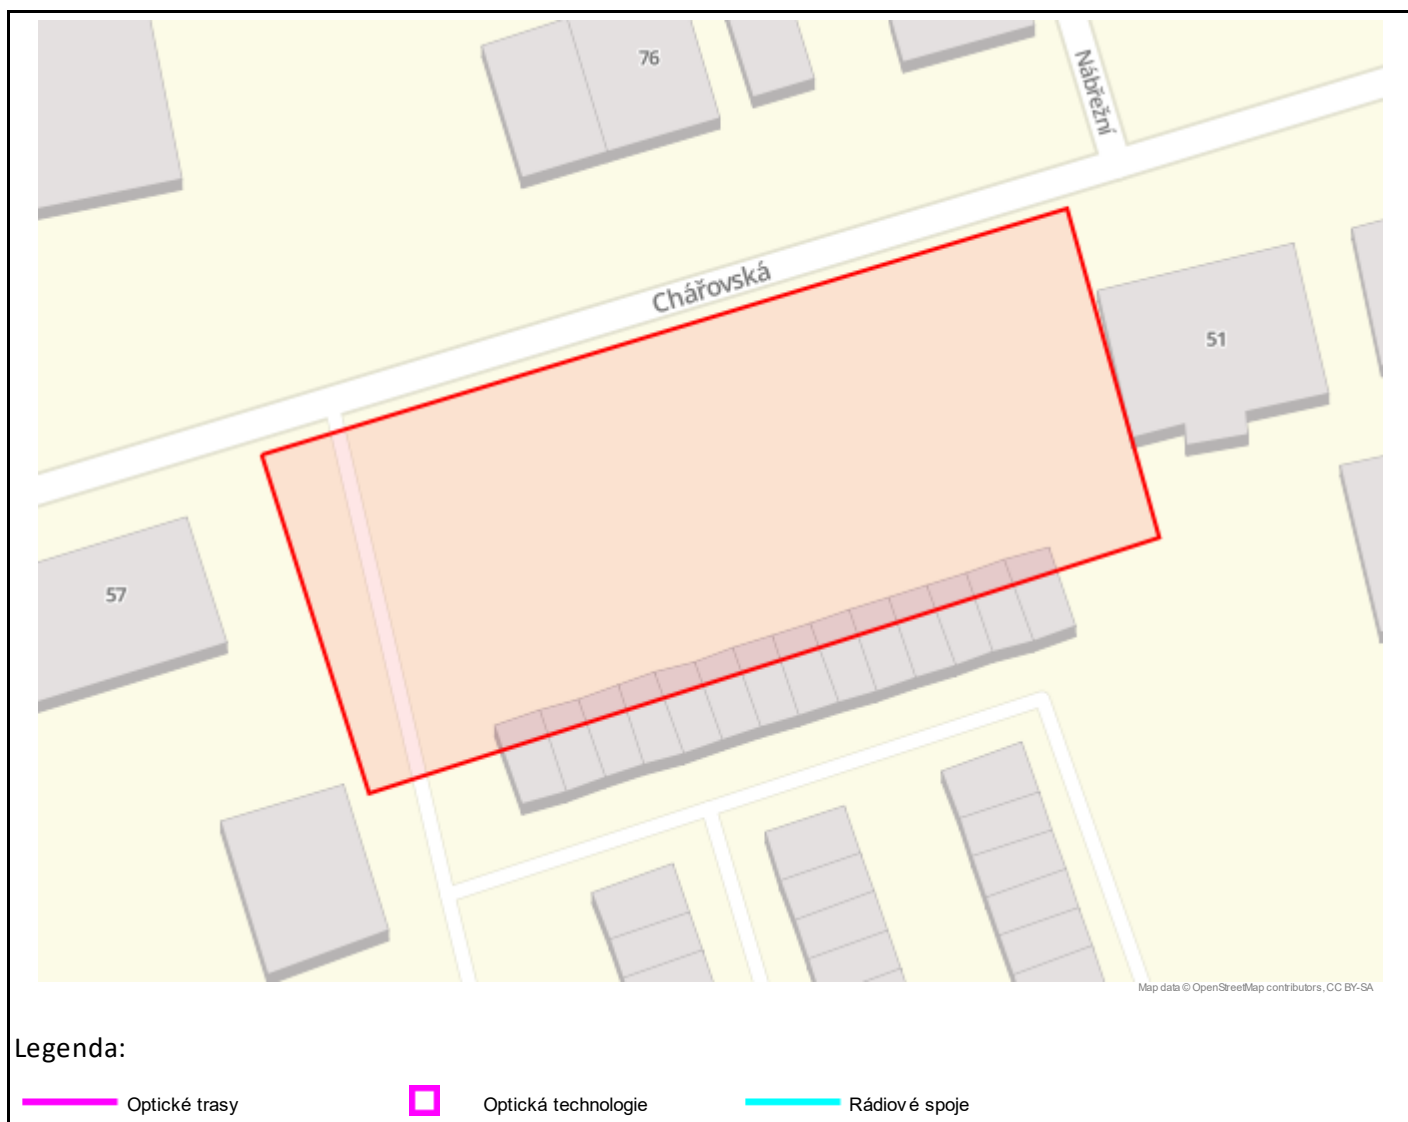 76
Nábřežní
Chářovská
51
57
Map data © OpenStreetMap contributors, CC BY-SA
Legenda:
Optické trasy Optická technologie Rádiové spoje